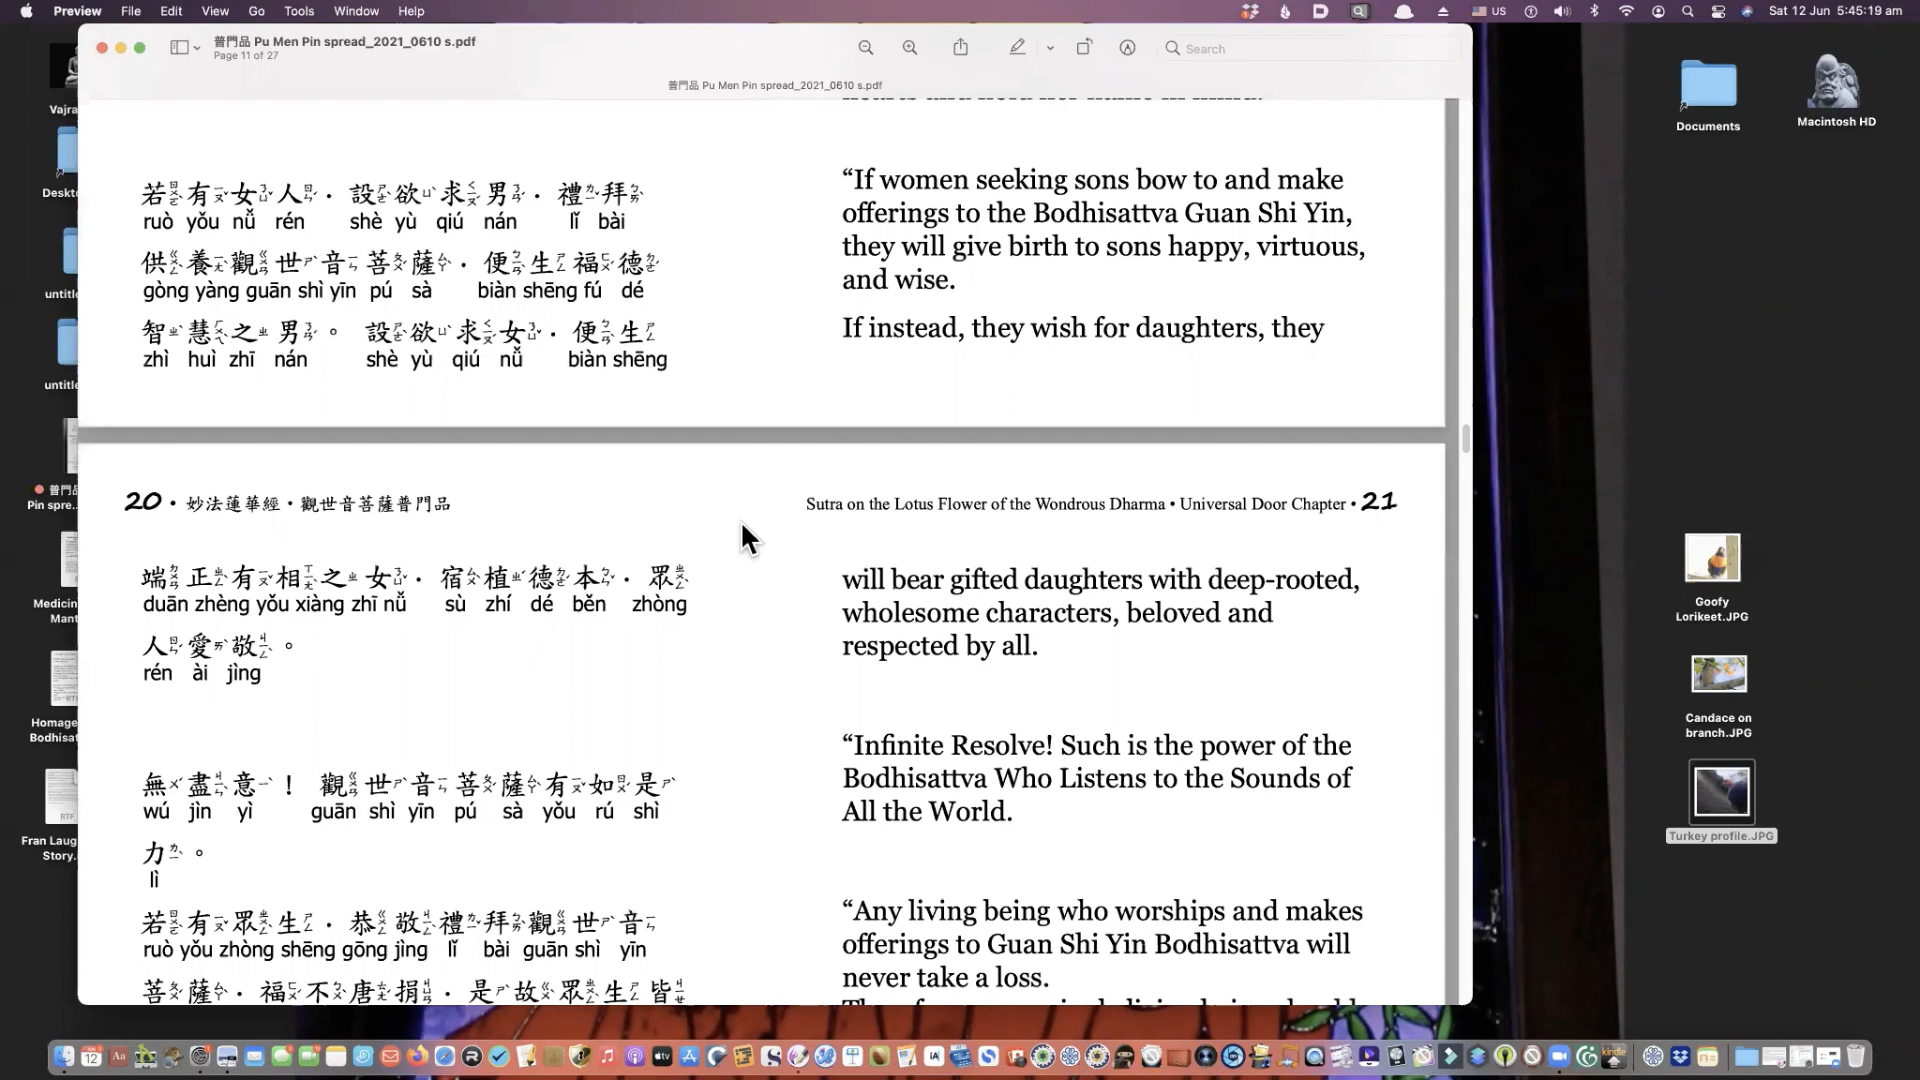 Preview File Edit View Go Tools Window Help
US Sat 12 Jun 5:45:19 am
普門品 Pu Men Pin spread_2021_0610 s.pdf
Page 11 of 27
Search
普門品 Pu Men Pin spread_2021_0610 s.pdf
若有女人．設欲求男．禮拜
ruò yǒu nǚ rén shè yù qiú nán lǐ bài
供養觀世音菩薩．便生福德
gòng yàng guān shì yīn pú sà biàn shēng fú dé
智慧之男。設欲求女．便生
zhì huì zhī nán shè yù qiú nǚ biàn shēng
“If women seeking sons bow to and make
offerings to the Bodhisattva Guan Shi Yin,
they will give birth to sons happy, virtuous,
and wise.
If instead, they wish for daughters, they
20 • 妙法蓮華經 • 觀世音菩薩普門品
Sutra on the Lotus Flower of the Wondrous Dharma • Universal Door Chapter • 21
端正有相之女．宿植德本．眾
duān zhèng yǒu xiàng zhī nǚ sù zhí dé běn zhòng
人愛敬。
rén ài jìng
無盡意！觀世音菩薩有如是
wú jìn yì guān shì yīn pú sà yǒu rú shì
力。
lì
若有眾生．恭敬禮拜觀世音
ruò yǒu zhòng shēng gōng jìng lǐ bài guān shì yīn
菩薩．福不唐捐．是故眾生皆
will bear gifted daughters with deep-rooted,
wholesome characters, beloved and
respected by all.
“Infinite Resolve! Such is the power of the
Bodhisattva Who Listens to the Sounds of
All the World.
“Any living being who worships and makes
offerings to Guan Shi Yin Bodhisattva will
never take a loss.
Vajra
Deskt
untitle
untitle
普門品
Pin spre...
Medicin
Mant
Homage
Bodhisat
Fran Laug
Story.
Documents
Macintosh HD
Goofy
Lorikeet.JPG
Candace on
branch.JPG
Turkey profile.JPG